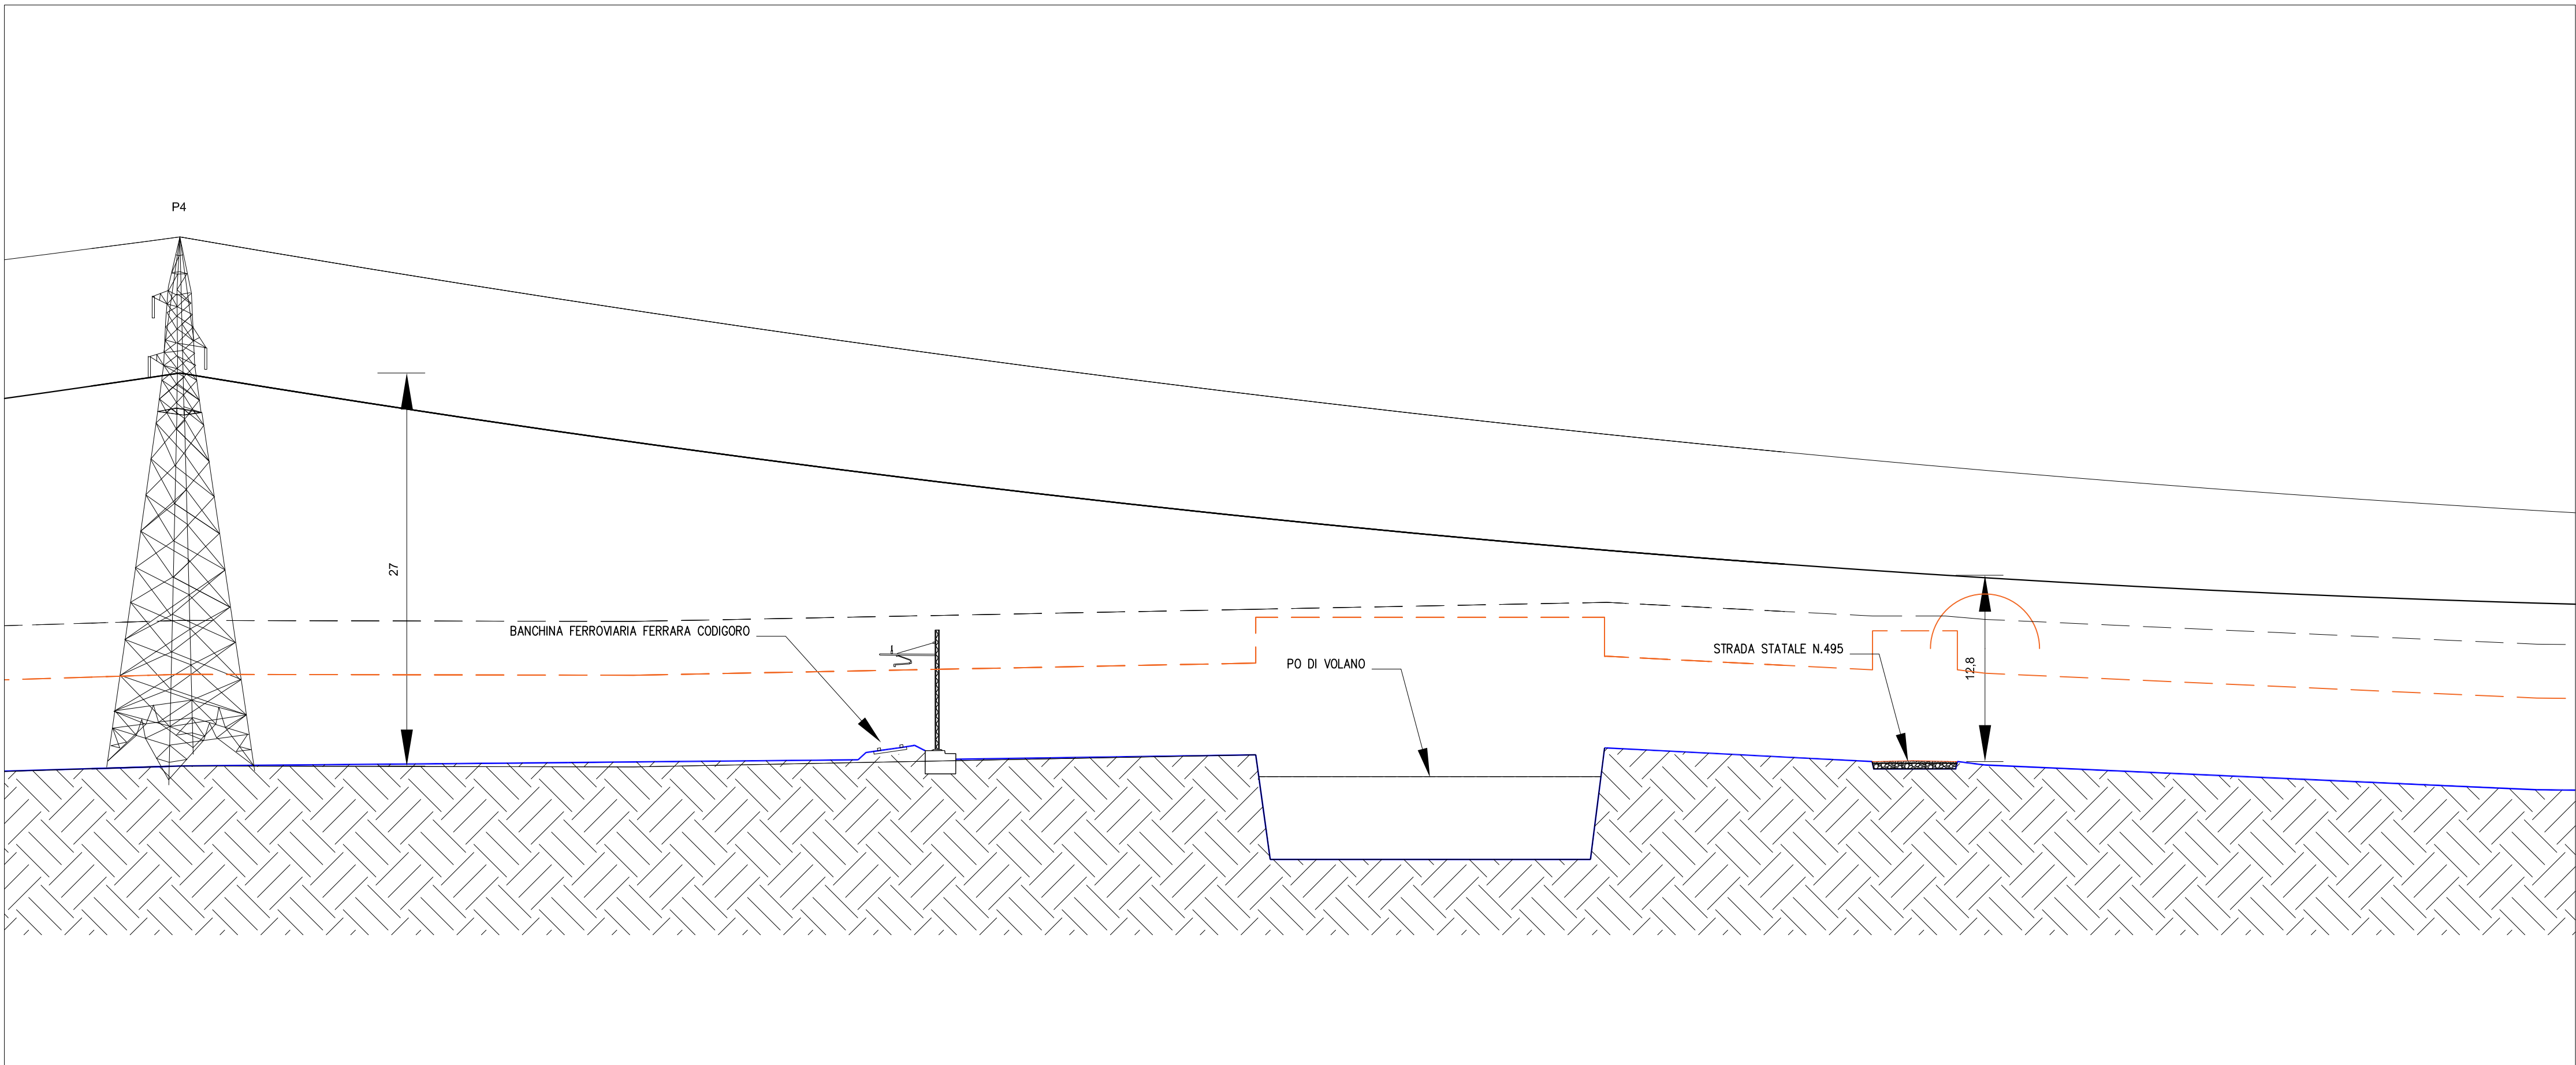 P4
27
BANCHINA FERROVIARIA FERRARA CODIGORO
PO DI VOLANO
STRADA STATALE N.495
12,8